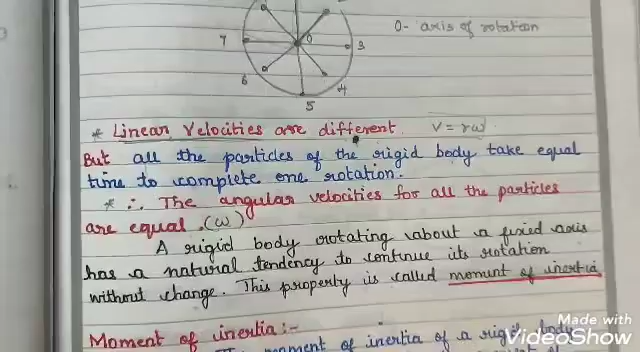 O- axis of rotation
7
0
3
6
4
5
* Linear Velocities are different. V = rω
But all the particles of the rigid body take equal
time to complete one rotation.
* ∴ The angular velocities for all the particles
are equal. (ω)
A rigid body rotating about a fixed axis
has a natural tendency to continue its rotation
without change. This property is called moment of inertia
Moment of inertia:-
moment of inertia of a rigid body
Made with
VideoShow